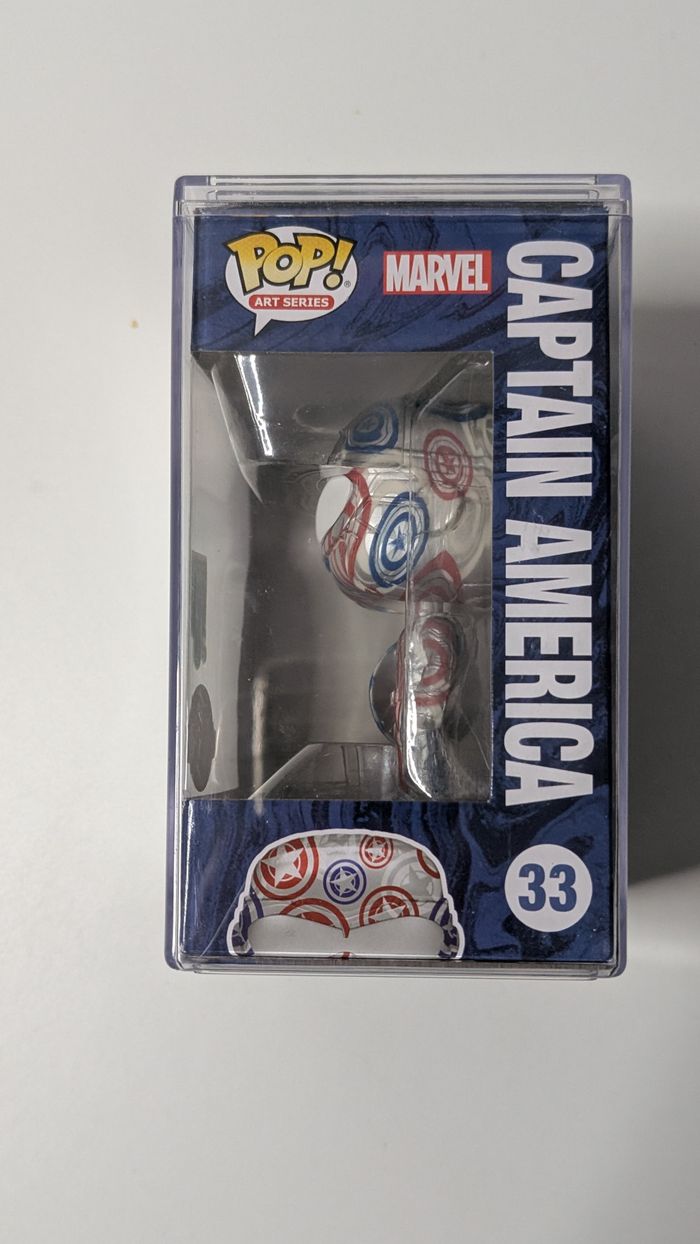 POP!
ART SERIES
MARVEL
CAPTAIN AMERICA
33